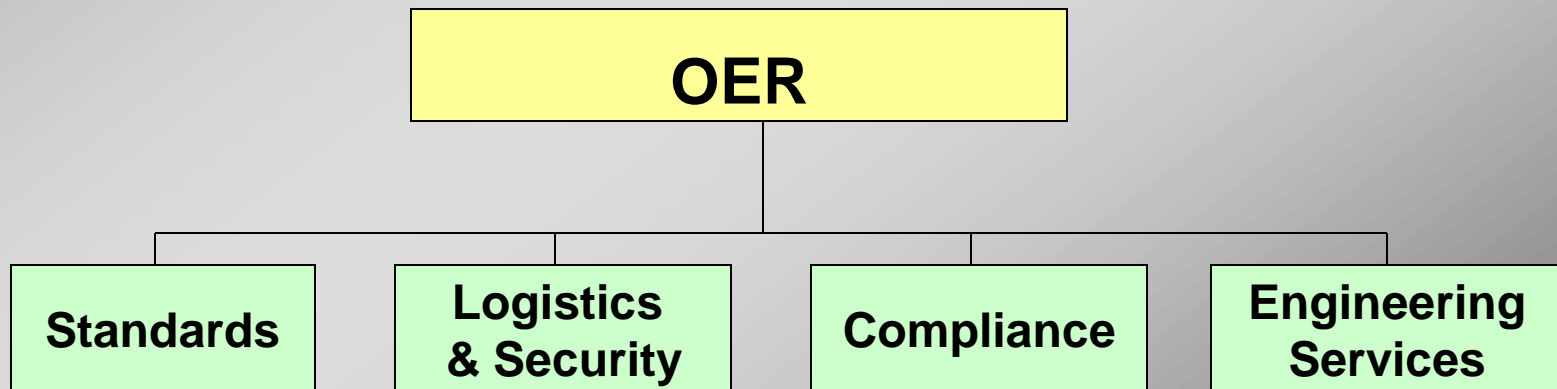 OER
Standards
Logistics
& Security
Compliance
Engineering
Services